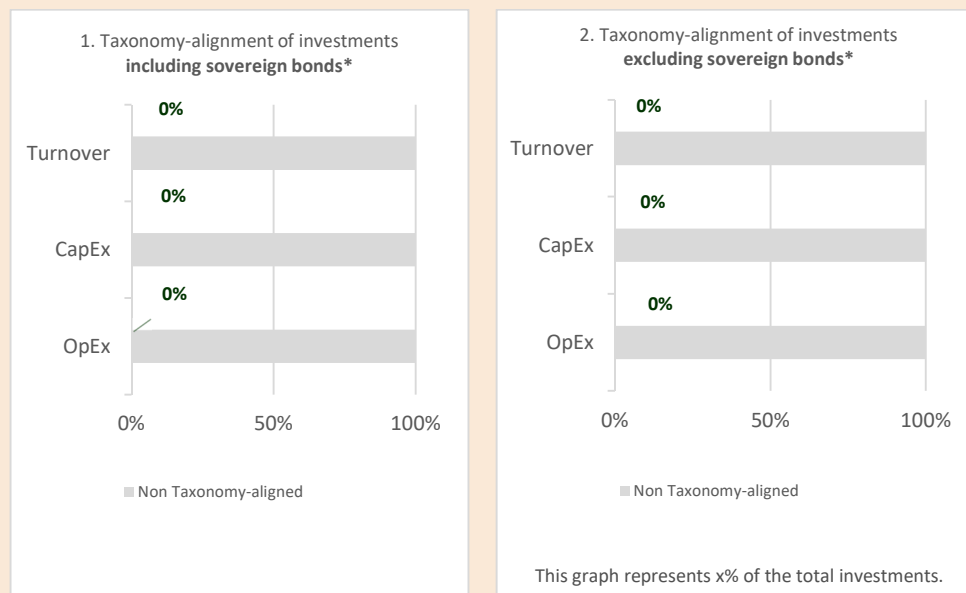 1. Taxonomy-alignment of investments
including sovereign bonds*
0%
Turnover
0%
CapEx
0%
OpEx
0%
50%
100%
Non Taxonomy-aligned
2. Taxonomy-alignment of investments
excluding sovereign bonds*
0%
Turnover
0%
CapEx
0%
OpEx
0%
50%
100%
Non Taxonomy-aligned
This graph represents x% of the total investments.